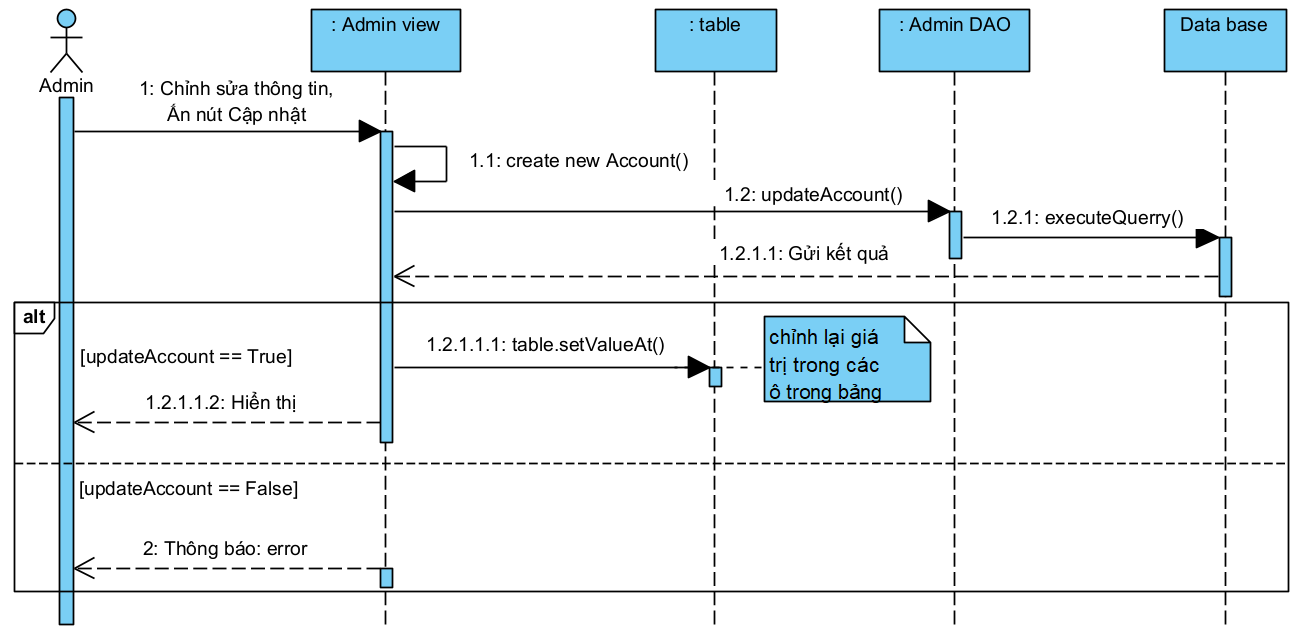 : Admin view
: table
: Admin DAO
Data base
Admin
1: Chỉnh sửa thông tin,
Ấn nút Cập nhật
1.1: create new Account()
1.2: updateAccount()
1.2.1: executeQuerry()
1.2.1.1: Gửi kết quả
alt
[updateAccount == True]
1.2.1.1.1: table.setValueAt()
chỉnh lại giá
trị trong các
ô trong bảng
1.2.1.1.2: Hiển thị
[updateAccount == False]
2: Thông báo: error